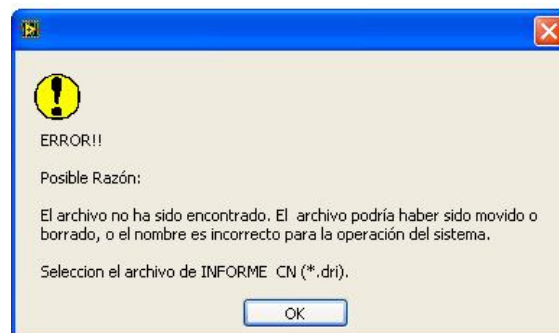 ERROR!!
Posible Razón:
El archivo no ha sido encontrado. El archivo podría haber sido movido o
borrado, o el nombre es incorrecto para la operación del sistema.
Seleccion el archivo de INFORME CN (*.dri).
OK